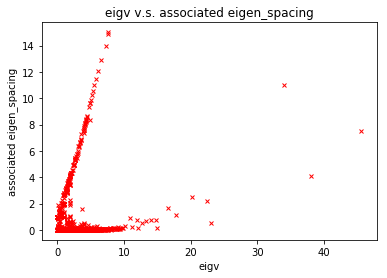 eigv v.s. associated eigen_spacing
associated eigen_spacing
14
12
10
8
6
4
2
0
0 10 20 30 40
eigv